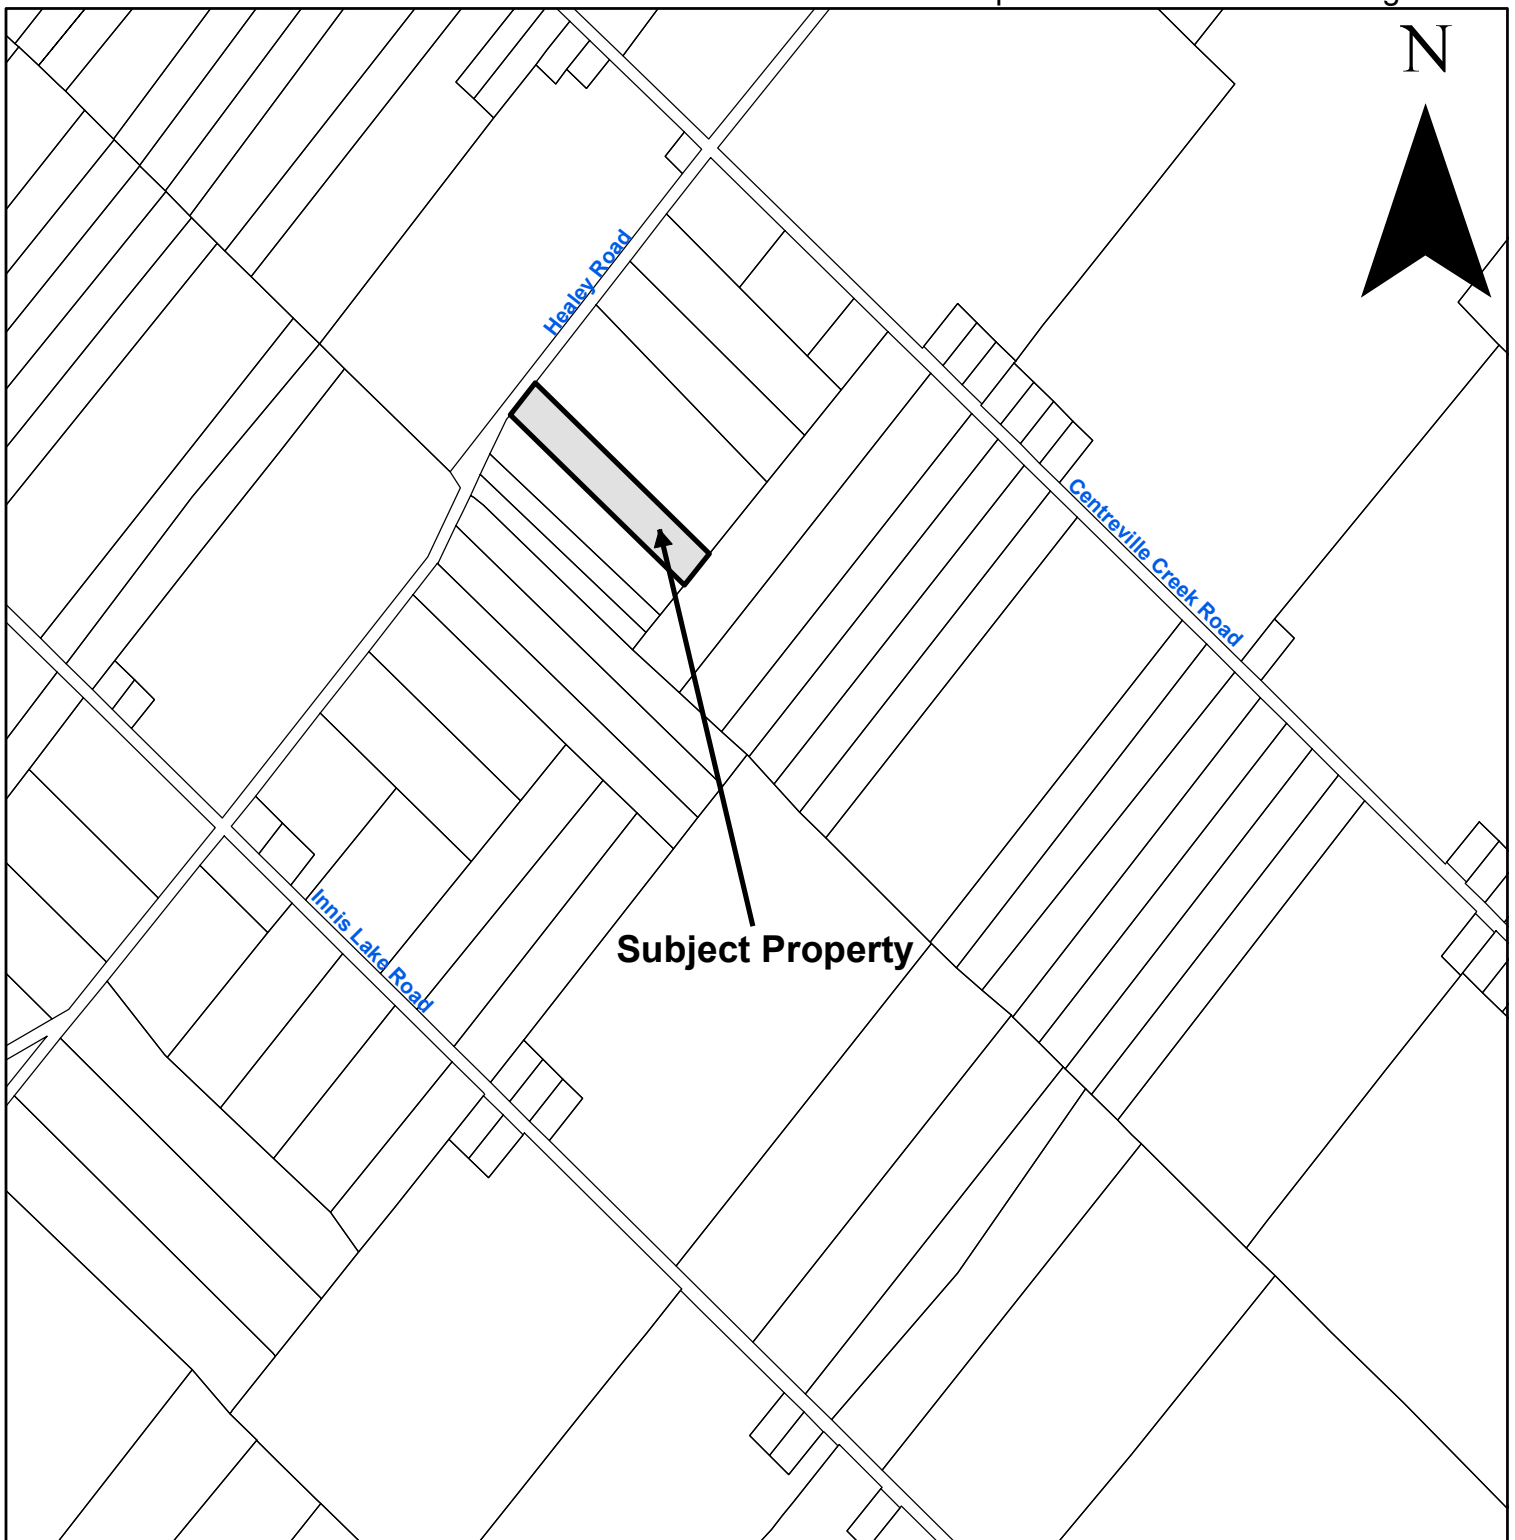 N
Healey Road
Centreville Creek Road
Innis Lake Road
Subject Property